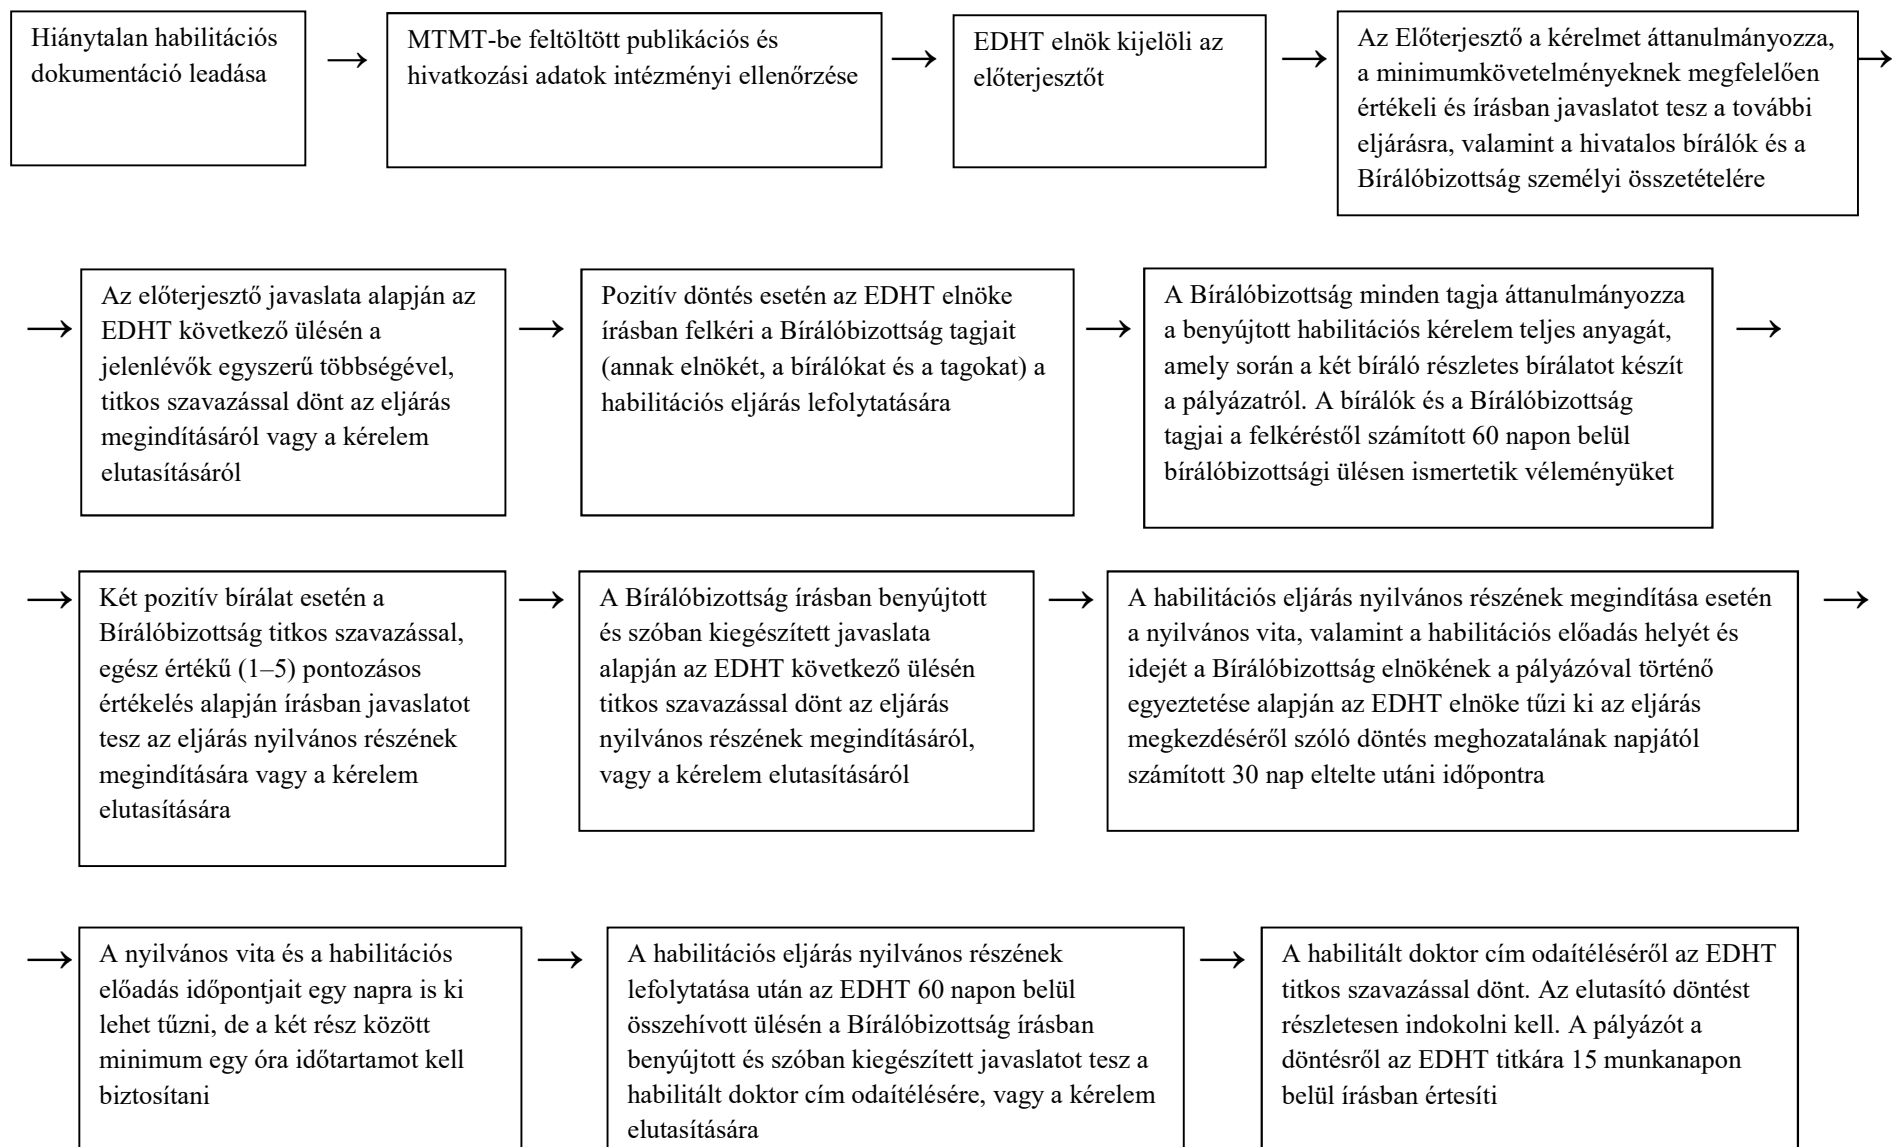 Hiánytalan habilitációs
dokumentáció leadása
→
MTMT-be feltöltött publikációs és
hivatkozási adatok intézményi ellenőrzése
→
EDHT elnök kijelöli az
előterjesztőt
→
Az Előterjesztő a kérelmet áttanulmányozza,
a minimumkövetelményeknek megfelelően
értékeli és írásban javaslatot tesz a további
eljárásra, valamint a hivatalos bírálók és a
Bírálóbizottság személyi összetételére
→
→
Az előterjesztő javaslata alapján az
EDHT következő ülésén a
jelenlévők egyszerű többségével,
titkos szavazással dönt az eljárás
megindításáról vagy a kérelem
elutasításáról
→
Pozitív döntés esetén az EDHT elnöke
írásban felkéri a Bírálóbizottság tagjait
(annak elnökét, a bírálókat és a tagokat) a
habilitációs eljárás lefolytatására
→
A Bírálóbizottság minden tagja áttanulmányozza
a benyújtott habilitációs kérelem teljes anyagát,
amely során a két bíráló részletes bírálatot készít
a pályázatról. A bírálók és a Bírálóbizottság
tagjai a felkéréstől számított 60 napon belül
bírálóbizottsági ülésen ismertetik véleményüket
→
→
Két pozitív bírálat esetén a
Bírálóbizottság titkos szavazással,
egész értékű (1–5) pontozásos
értékelés alapján írásban javaslatot
tesz az eljárás nyilvános részének
megindítására vagy a kérelem
elutasítására
→
A Bírálóbizottság írásban benyújtott
és szóban kiegészített javaslata
alapján az EDHT következő ülésén
titkos szavazással dönt az eljárás
nyilvános részének megindításáról,
vagy a kérelem elutasításáról
→
A habilitációs eljárás nyilvános részének megindítása esetén
a nyilvános vita, valamint a habilitációs előadás helyét és
idejét a Bírálóbizottság elnökének a pályázóval történő
egyeztetése alapján az EDHT elnöke tűzi ki az eljárás
megkezdéséről szóló döntés meghozatalának napjától
számított 30 nap eltelte utáni időpontra
→
→
A nyilvános vita és a habilitációs
előadás időpontjait egy napra is ki
lehet tűzni, de a két rész között
minimum egy óra időtartamot kell
biztosítani
→
A habilitációs eljárás nyilvános részének
lefolytatása után az EDHT 60 napon belül
összehívott ülésén a Bírálóbizottság írásban
benyújtott és szóban kiegészített javaslatot tesz a
habilitált doktor cím odaítélésére, vagy a kérelem
elutasítására
→
A habilitált doktor cím odaítéléséről az EDHT
titkos szavazással dönt. Az elutasító döntést
részletesen indokolni kell. A pályázót a
döntésről az EDHT titkára 15 munkanapon
belül írásban értesíti